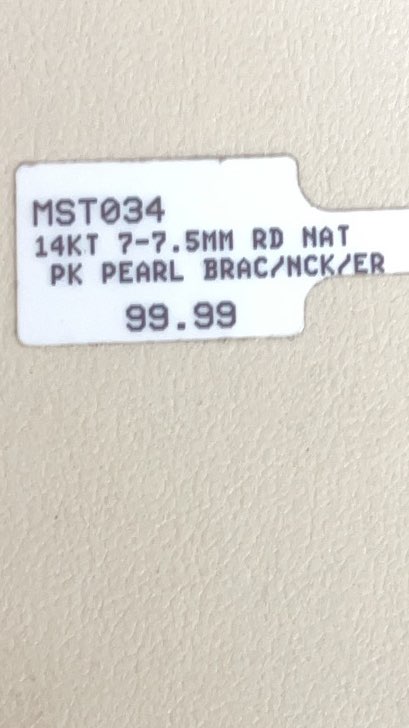 MST034
14KT 7-7.5MM RD NAT
PK PEARL BRAC/NCK/ER
99.99